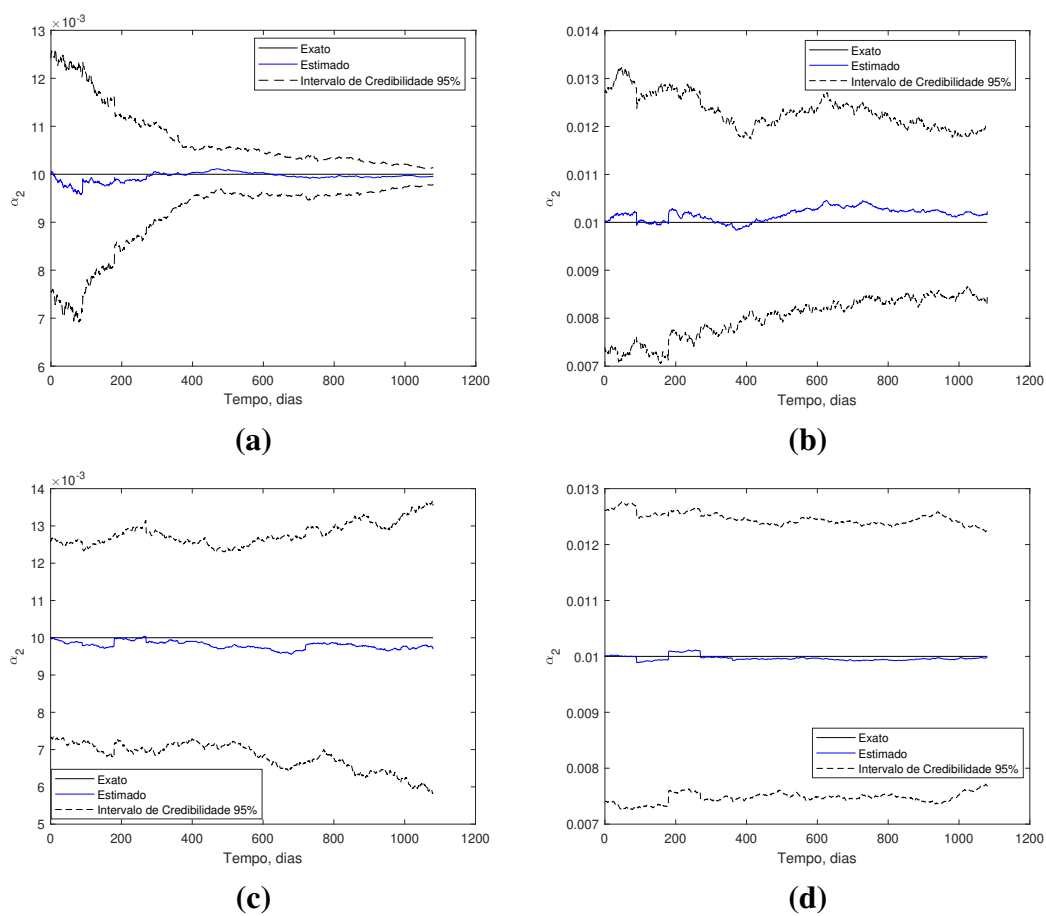 ×10⁻³
13
12
11
10
9
8
7
6
α₂
0 200 400 600 800 1000 1200
Tempo, dias
Exato
Estimado
Intervalo de Credibilidade 95%
(a)
0.014
0.013
0.012
0.011
0.01
0.009
0.008
0.007
α₂
0 200 400 600 800 1000 1200
Tempo, dias
Exato
Estimado
Intervalo de Credibilidade 95%
(b)
×10⁻³
14
13
12
11
10
9
8
7
6
5
α₂
0 200 400 600 800 1000 1200
Tempo, dias
Exato
Estimado
Intervalo de Credibilidade 95%
(c)
0.013
0.012
0.011
0.01
0.009
0.008
0.007
α₂
0 200 400 600 800 1000 1200
Tempo, dias
Exato
Estimado
Intervalo de Credibilidade 95%
(d)